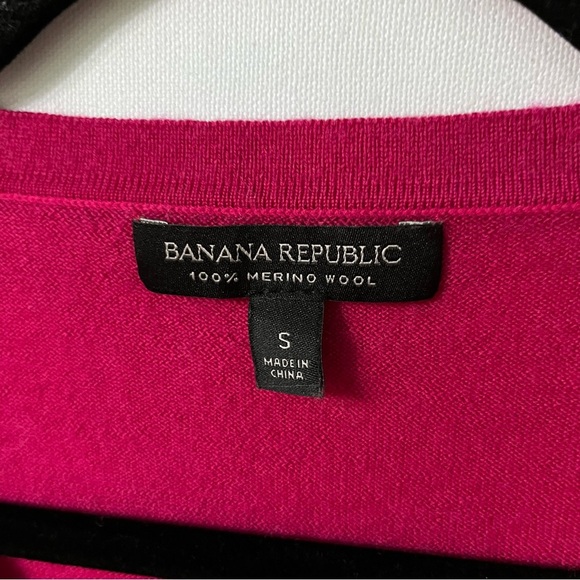 BANANA REPUBLIC
100% MERINO WOOL
S
MADE IN
CHINA